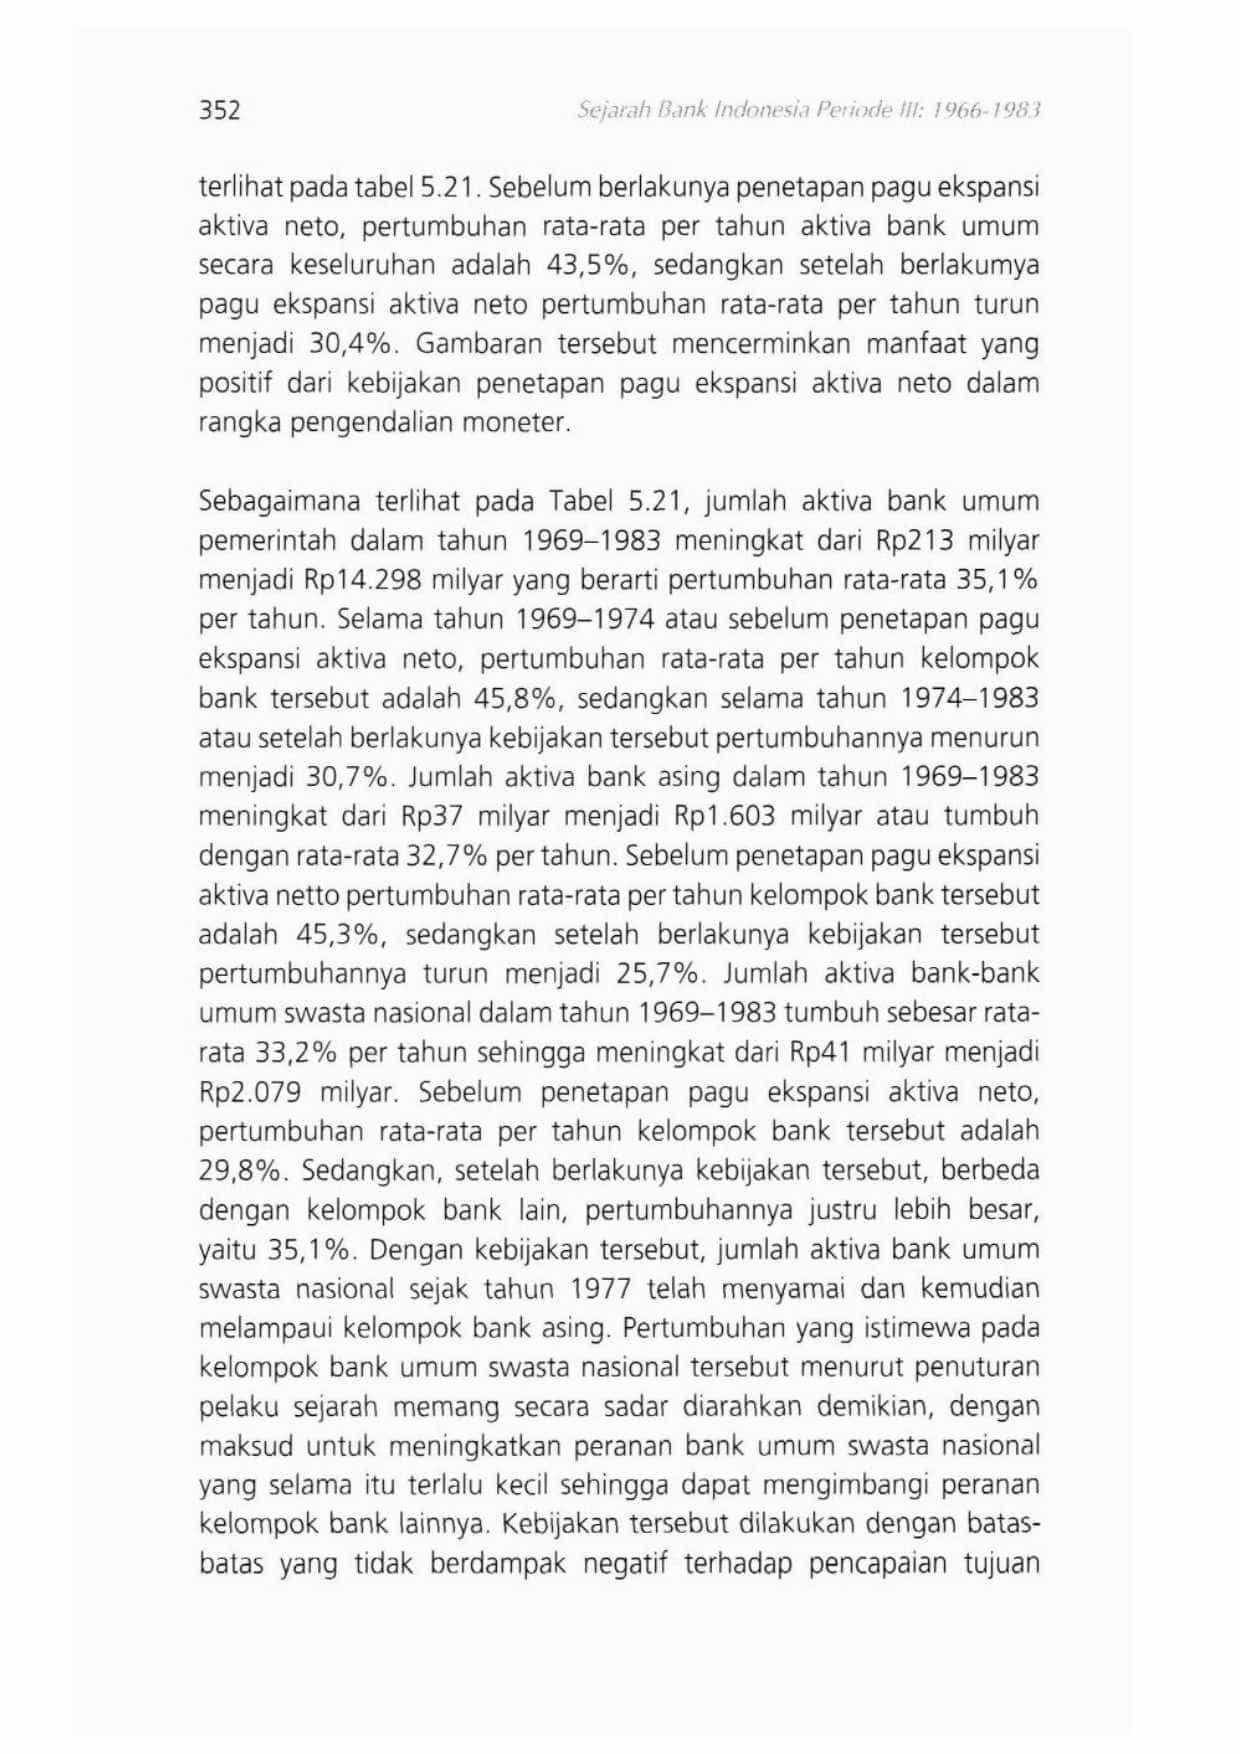 352
Sejarah Bank Indonesia Periode III: 1966-1983
terlihat pada tabel 5.21. Sebelum berlakunya penetapan pagu ekspansi
aktiva neto, pertumbuhan rata-rata per tahun aktiva bank umum
secara keseluruhan adalah 43,5%, sedangkan setelah berlakumya
pagu ekspansi aktiva neto pertumbuhan rata-rata per tahun turun
menjadi 30,4%. Gambaran tersebut mencerminkan manfaat yang
positif dari kebijakan penetapan pagu ekspansi aktiva neto dalam
rangka pengendalian moneter.
Sebagaimana terlihat pada Tabel 5.21, jumlah aktiva bank umum
pemerintah dalam tahun 1969–1983 meningkat dari Rp213 milyar
menjadi Rp14.298 milyar yang berarti pertumbuhan rata-rata 35,1%
per tahun. Selama tahun 1969–1974 atau sebelum penetapan pagu
ekspansi aktiva neto, pertumbuhan rata-rata per tahun kelompok
bank tersebut adalah 45,8%, sedangkan selama tahun 1974–1983
atau setelah berlakunya kebijakan tersebut pertumbuhannya menurun
menjadi 30,7%. Jumlah aktiva bank asing dalam tahun 1969–1983
meningkat dari Rp37 milyar menjadi Rp1.603 milyar atau tumbuh
dengan rata-rata 32,7% per tahun. Sebelum penetapan pagu ekspansi
aktiva netto pertumbuhan rata-rata per tahun kelompok bank tersebut
adalah 45,3%, sedangkan setelah berlakunya kebijakan tersebut
pertumbuhannya turun menjadi 25,7%. Jumlah aktiva bank-bank
umum swasta nasional dalam tahun 1969–1983 tumbuh sebesar rata-
rata 33,2% per tahun sehingga meningkat dari Rp41 milyar menjadi
Rp2.079 milyar. Sebelum penetapan pagu ekspansi aktiva neto,
pertumbuhan rata-rata per tahun kelompok bank tersebut adalah
29,8%. Sedangkan, setelah berlakunya kebijakan tersebut, berbeda
dengan kelompok bank lain, pertumbuhannya justru lebih besar,
yaitu 35,1%. Dengan kebijakan tersebut, jumlah aktiva bank umum
swasta nasional sejak tahun 1977 telah menyamai dan kemudian
melampaui kelompok bank asing. Pertumbuhan yang istimewa pada
kelompok bank umum swasta nasional tersebut menurut penuturan
pelaku sejarah memang secara sadar diarahkan demikian, dengan
maksud untuk meningkatkan peranan bank umum swasta nasional
yang selama itu terlalu kecil sehingga dapat mengimbangi peranan
kelompok bank lainnya. Kebijakan tersebut dilakukan dengan batas-
batas yang tidak berdampak negatif terhadap pencapaian tujuan